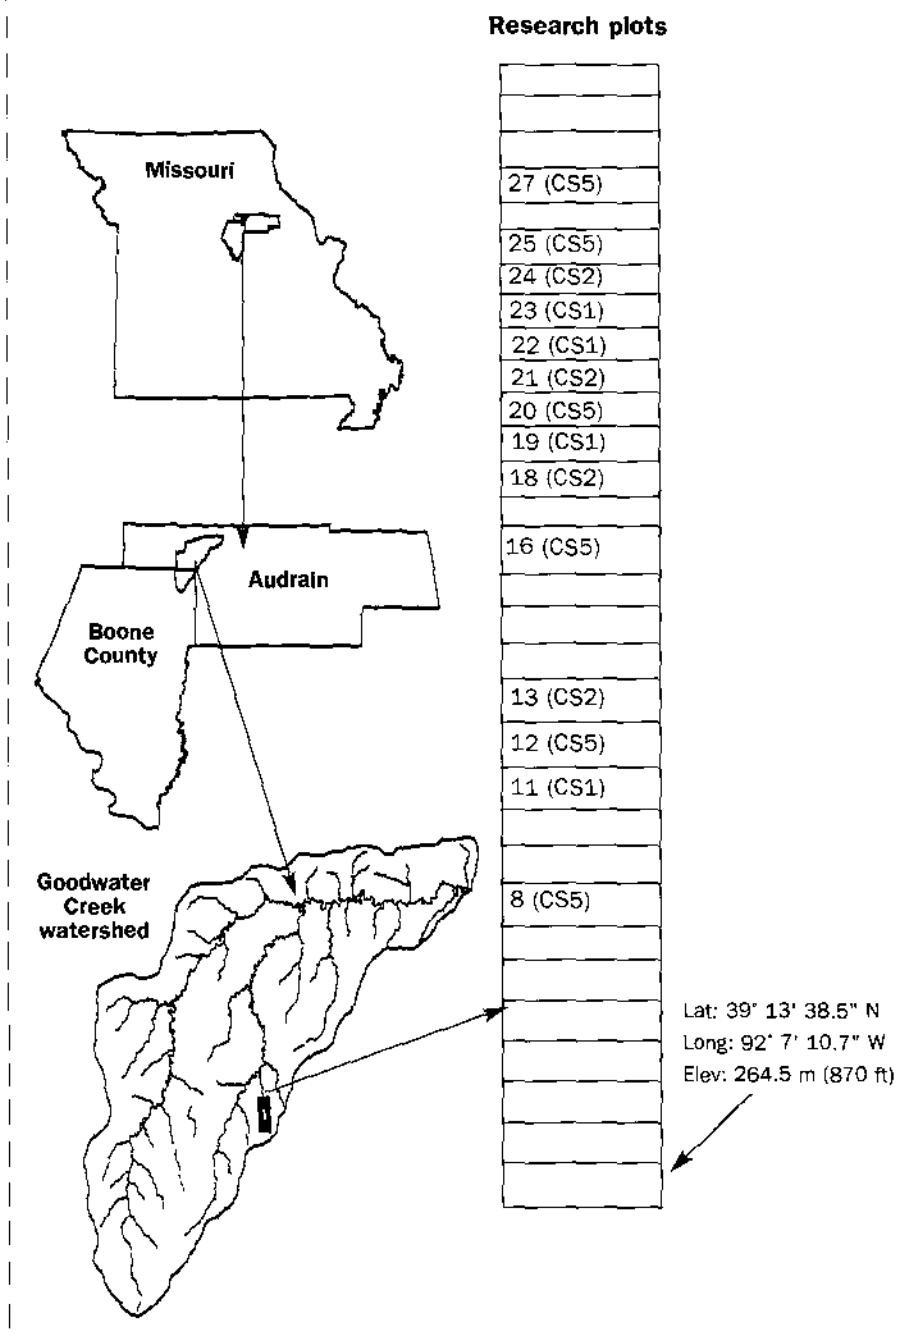 Research plots
Missouri
27 (CS5)
25 (CS5)
24 (CS2)
23 (CS1)
22 (CS1)
21 (CS2)
20 (CS5)
19 (CS1)
18 (CS2)
16 (CS5)
Audrain
Boone
County
13 (CS2)
12 (CS5)
11 (CS1)
Goodwater
Creek
watershed
8 (CS5)
Lat: 39° 13' 38.5" N
Long: 92° 7' 10.7" W
Elev: 264.5 m (870 ft)